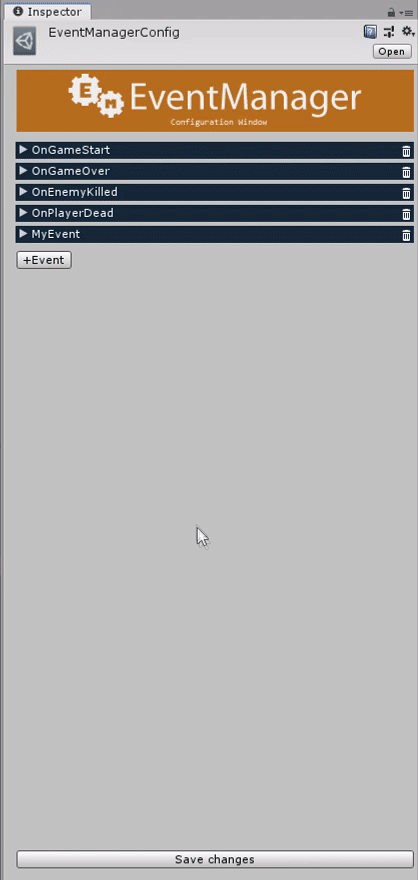 Inspector
EventManagerConfig
Open
E M EventManager
Configuration Window
OnGameStart
OnGameOver
OnEnemyKilled
OnPlayerDead
MyEvent
+Event
Save changes